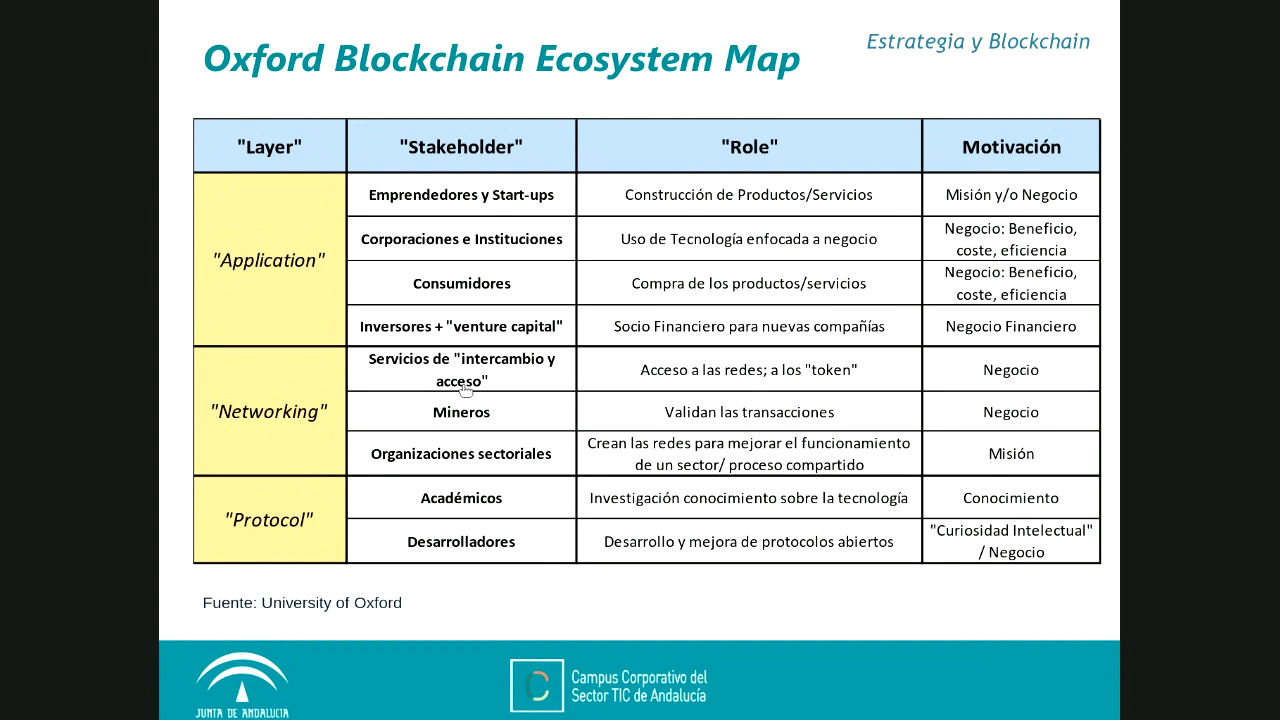 Estrategia y Blockchain
Oxford Blockchain Ecosystem Map
"Layer" "Stakeholder" "Role" Motivación
"Application"
Emprendedores y Start-ups Construcción de Productos/Servicios Misión y/o Negocio
Corporaciones e Instituciones Uso de Tecnología enfocada a negocio Negocio: Beneficio,
coste, eficiencia
Consumidores Compra de los productos/servicios Negocio: Beneficio,
coste, eficiencia
Inversores + "venture capital" Socio Financiero para nuevas compañías Negocio Financiero
"Networking"
Servicios de "intercambio y
acceso" Acceso a las redes; a los "token" Negocio
Mineros Validan las transacciones Negocio
Organizaciones sectoriales Crean las redes para mejorar el funcionamiento
de un sector/ proceso compartido Misión
"Protocol"
Académicos Investigación conocimiento sobre la tecnología Conocimiento
Desarrolladores Desarrollo y mejora de protocolos abiertos "Curiosidad Intelectual"
/ Negocio
Fuente: University of Oxford
JUNTA DE ANDALUCIA
Campus Corporativo del
Sector TIC de Andalucía